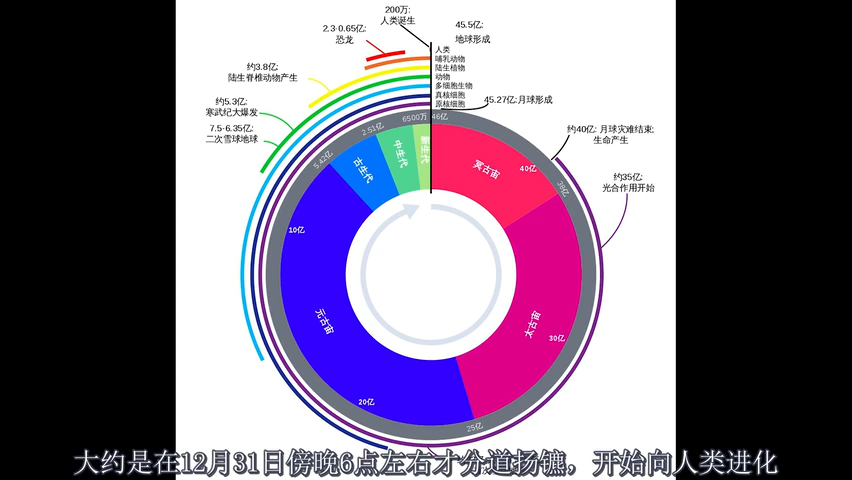 200万:
人类诞生
45.5亿:
地球形成
2.3-0.65亿:
恐龙
人类
哺乳动物
陆生植物
动物
多细胞生物
真核细胞
原核细胞
约3.8亿:
陆生脊椎动物产生
45.27亿:月球形成
约5.3亿:
寒武纪大爆发
7.5-6.35亿:
二次雪球地球
约40亿: 月球灾难结束;
生命产生
约35亿:
光合作用开始
6500万
46亿
2.51亿
5.42亿
38亿
25亿
新生代
中生代
古生代
冥古宙
40亿
太古宙
30亿
元古宙
10亿
20亿
大约是在12月31日傍晚6点左右才分道扬镳，开始向人类进化